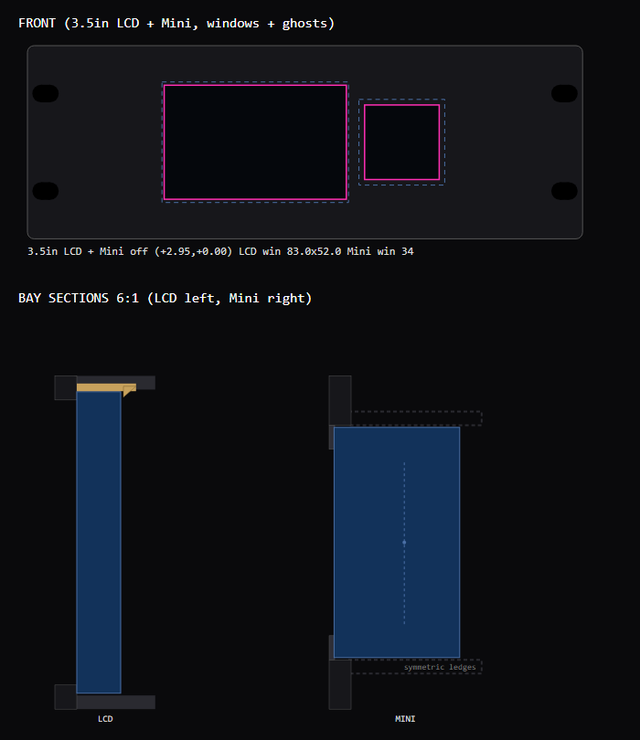 FRONT (3.5in LCD + Mini, windows + ghosts)
3.5in LCD + Mini off (+2.95,+0.00) LCD win 83.0x52.0 Mini win 34
BAY SECTIONS 6:1 (LCD left, Mini right)
symmetric ledges
LCD
MINI